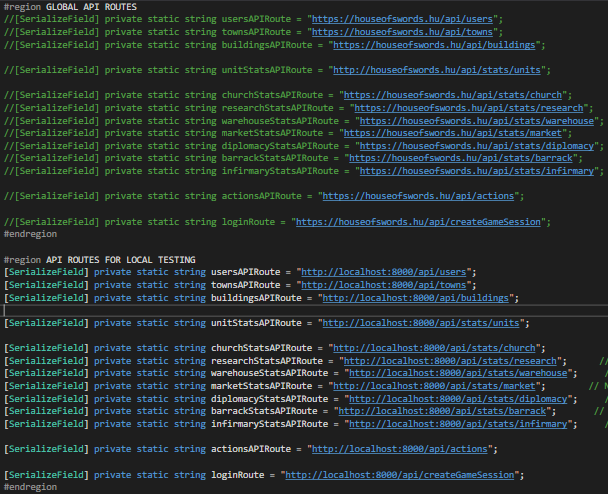 #region GLOBAL API ROUTES
//[SerializeField] private static string usersAPIRoute = "https://houseofswords.hu/api/users";
//[SerializeField] private static string townsAPIRoute = "https://houseofswords.hu/api/towns";
//[SerializeField] private static string buildingsAPIRoute = "https://houseofswords.hu/api/buildings";
//[SerializeField] private static string unitStatsAPIRoute = "http://houseofswords.hu/api/stats/units";
//[SerializeField] private static string churchStatsAPIRoute = "https://houseofswords.hu/api/stats/church";
//[SerializeField] private static string researchStatsAPIRoute = "https://houseofswords.hu/api/stats/research";
//[SerializeField] private static string warehouseStatsAPIRoute = "https://houseofswords.hu/api/stats/warehouse";
//[SerializeField] private static string marketStatsAPIRoute = "https://houseofswords.hu/api/stats/market";
//[SerializeField] private static string diplomacyStatsAPIRoute = "https://houseofswords.hu/api/stats/diplomacy";
//[SerializeField] private static string barrackStatsAPIRoute = "https://houseofswords.hu/api/stats/barrack";
//[SerializeField] private static string infirmaryStatsAPIRoute = "https://houseofswords.hu/api/stats/infirmary";
//[SerializeField] private static string actionsAPIRoute = "https://houseofswords.hu/api/actions";
//[SerializeField] private static string loginRoute = "https://houseofswords.hu/api/createGameSession";
#endregion
#region API ROUTES FOR LOCAL TESTING
[SerializeField] private static string usersAPIRoute = "http://localhost:8000/api/users";
[SerializeField] private static string townsAPIRoute = "http://localhost:8000/api/towns";
[SerializeField] private static string buildingsAPIRoute = "http://localhost:8000/api/buildings";
[SerializeField] private static string unitStatsAPIRoute = "http://localhost:8000/api/stats/units";
[SerializeField] private static string churchStatsAPIRoute = "http://localhost:8000/api/stats/church";
[SerializeField] private static string researchStatsAPIRoute = "http://localhost:8000/api/stats/research"; //
[SerializeField] private static string warehouseStatsAPIRoute = "http://localhost:8000/api/stats/warehouse"; /
[SerializeField] private static string marketStatsAPIRoute = "http://localhost:8000/api/stats/market"; // N
[SerializeField] private static string diplomacyStatsAPIRoute = "http://localhost:8000/api/stats/diplomacy"; /
[SerializeField] private static string barrackStatsAPIRoute = "http://localhost:8000/api/stats/barrack"; //
[SerializeField] private static string infirmaryStatsAPIRoute = "http://localhost:8000/api/stats/infirmary"; /
[SerializeField] private static string actionsAPIRoute = "http://localhost:8000/api/actions";
[SerializeField] private static string loginRoute = "http://localhost:8000/api/createGameSession";
#endregion